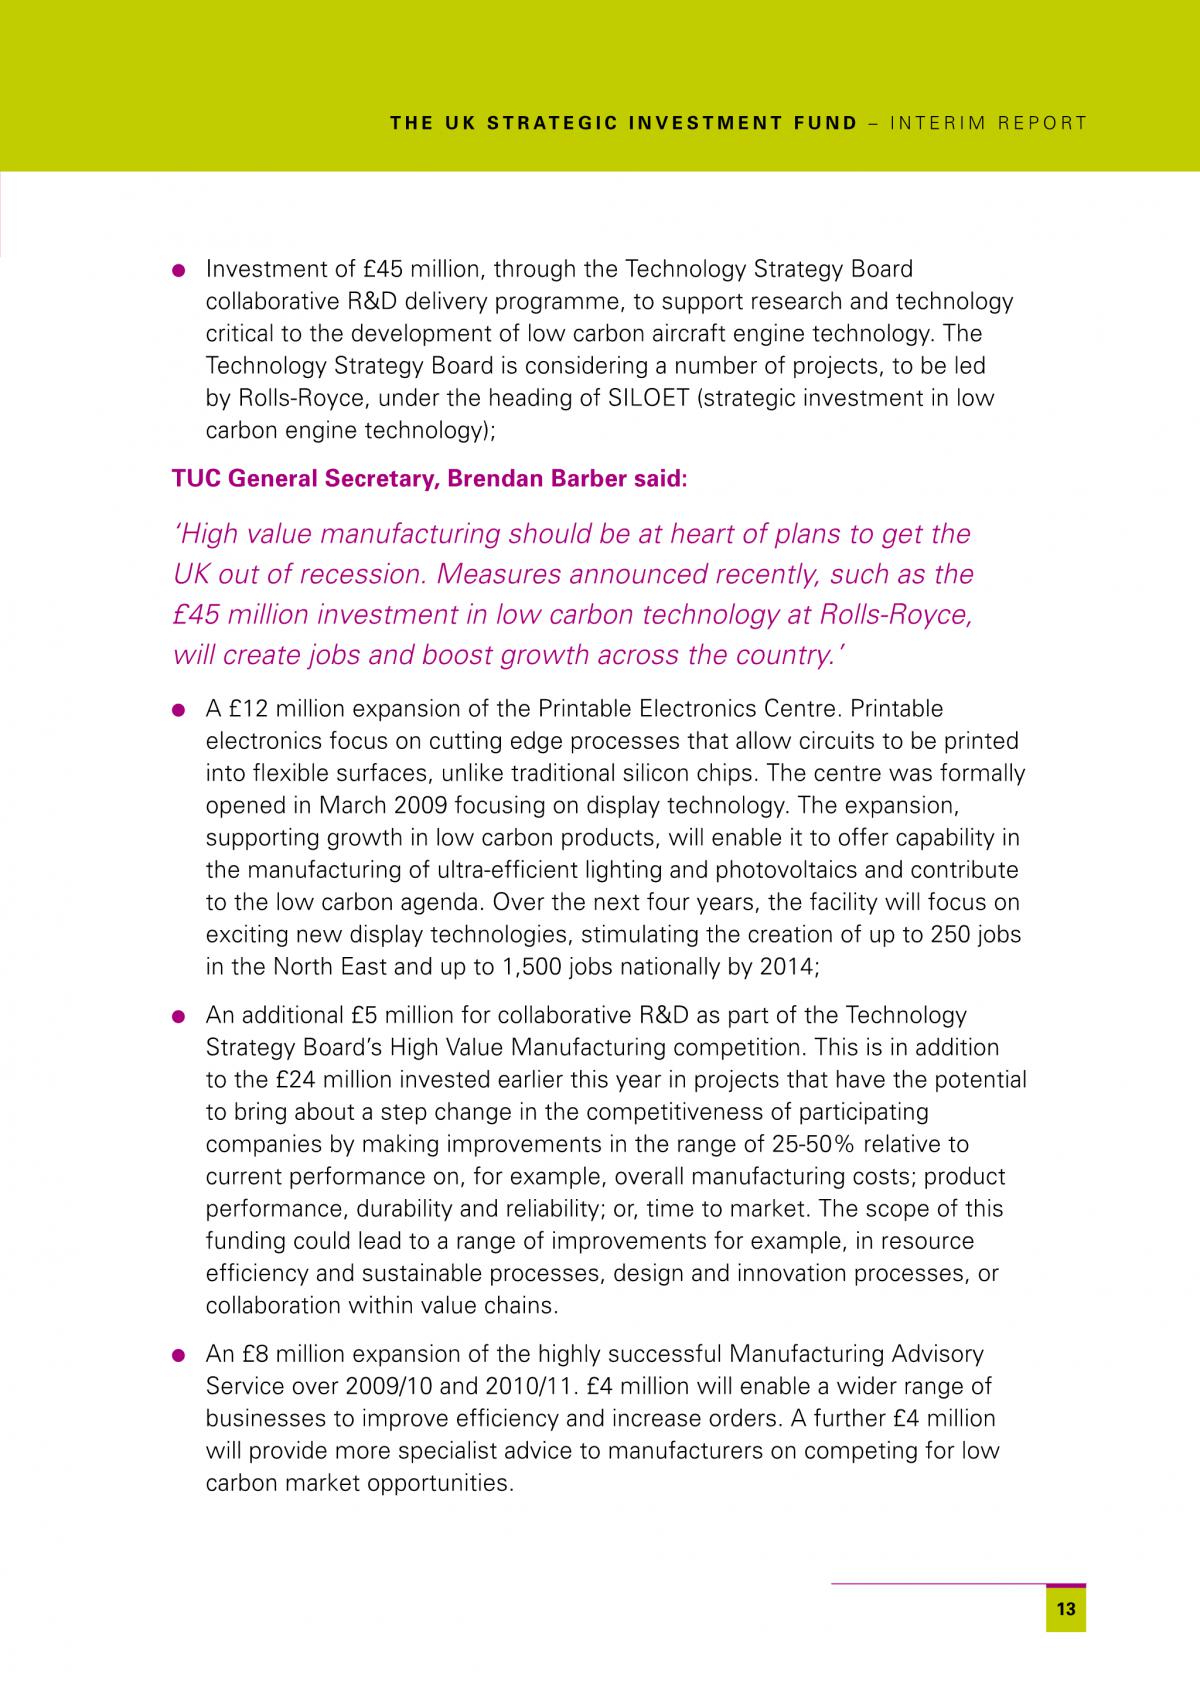 THE UK STRATEGIC INVESTMENT FUND – INTERIM REPORT
● Investment of £45 million, through the Technology Strategy Board
collaborative R&D delivery programme, to support research and technology
critical to the development of low carbon aircraft engine technology. The
Technology Strategy Board is considering a number of projects, to be led
by Rolls-Royce, under the heading of SILOET (strategic investment in low
carbon engine technology);
TUC General Secretary, Brendan Barber said:
‘High value manufacturing should be at heart of plans to get the
UK out of recession. Measures announced recently, such as the
£45 million investment in low carbon technology at Rolls-Royce,
will create jobs and boost growth across the country.’
● A £12 million expansion of the Printable Electronics Centre. Printable
electronics focus on cutting edge processes that allow circuits to be printed
into flexible surfaces, unlike traditional silicon chips. The centre was formally
opened in March 2009 focusing on display technology. The expansion,
supporting growth in low carbon products, will enable it to offer capability in
the manufacturing of ultra-efficient lighting and photovoltaics and contribute
to the low carbon agenda. Over the next four years, the facility will focus on
exciting new display technologies, stimulating the creation of up to 250 jobs
in the North East and up to 1,500 jobs nationally by 2014;
● An additional £5 million for collaborative R&D as part of the Technology
Strategy Board’s High Value Manufacturing competition. This is in addition
to the £24 million invested earlier this year in projects that have the potential
to bring about a step change in the competitiveness of participating
companies by making improvements in the range of 25-50% relative to
current performance on, for example, overall manufacturing costs; product
performance, durability and reliability; or, time to market. The scope of this
funding could lead to a range of improvements for example, in resource
efficiency and sustainable processes, design and innovation processes, or
collaboration within value chains.
● An £8 million expansion of the highly successful Manufacturing Advisory
Service over 2009/10 and 2010/11. £4 million will enable a wider range of
businesses to improve efficiency and increase orders. A further £4 million
will provide more specialist advice to manufacturers on competing for low
carbon market opportunities.
13